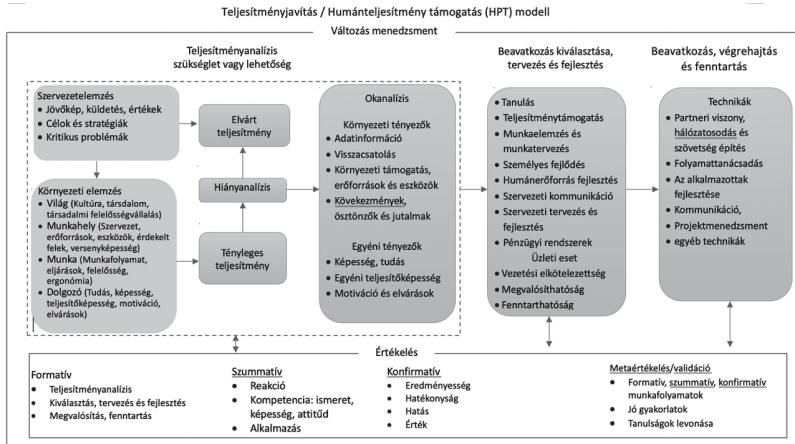 Teljesítményjavítás / Humánteljesítmény támogatás (HPT) modell
Változás menedzsment
Teljesítményanalízis
szükséglet vagy lehetőség
Szervezetelemzés
• Jövőkép, küldetés, értékek
• Célok és stratégiák
• Kritikus problémák
Környezeti elemzés
• Világ (Kultúra, társdalom,
társadalmi felelősségvállalás)
• Munkahely (Szervezet,
erőforrások, eszközök, érdekelt
felek, versenyképesség)
• Munka (Munkafolyamat,
eljárások, felelősség,
ergonómia)
• Dolgozó (Tudás, képesség,
teljesítőképesség, motiváció,
elvárások)
Elvárt
teljesítmény
Hiányanalízis
Tényleges
teljesítmény
Okanalízis
Környezeti tényezők
• Adatinformáció
• Visszacsatolás
• Környezeti támogatás,
erőforrások és eszközök
• Kövekezmények,
ösztönzők és jutalmak
Egyéni tényezők
• Képesség, tudás
• Egyéni teljesítőképesség
• Motiváció és elvárások
Beavatkozás kiválasztása,
tervezés és fejlesztés
• Tanulás
• Teljesítménytámogatás
• Munkaelemzés és
munkatervezés
• Személyes fejlődés
• Humánerőforrás fejlesztés
• Szervezeti kommunikáció
• Szervezeti tervezés és
fejlesztés
• Pénzügyi rendszerek
Üzleti eset
• Vezetési elkötelezettség
• Megvalósíthatóság
• Fenntarthatóság
Beavatkozás, végrehajtás
és fenntartás
Technikák
• Partneri viszony,
hálózatosodás és
szövetség építés
• Folyamattanácsadás
• Az alkalmazottak
fejlesztése
• Kommunikáció,
• Projektmenedzsment
• egyéb technikák
Értékelés
Formatív
• Teljesítményanalízis
• Kiválasztás, tervezés és fejlesztés
• Megvalósítás, fenntartás
Szummatív
• Reakció
• Kompetencia: ismeret,
képesség, attitűd
• Alkalmazás
Konfirmatív
• Eredményesség
• Hatékonyság
• Hatás
• Érték
Metaértékelés/validáció
• Formatív, szummatív, konfirmatív
munkafolyamatok
• Jó gyakorlatok
• Tanulságok levonása